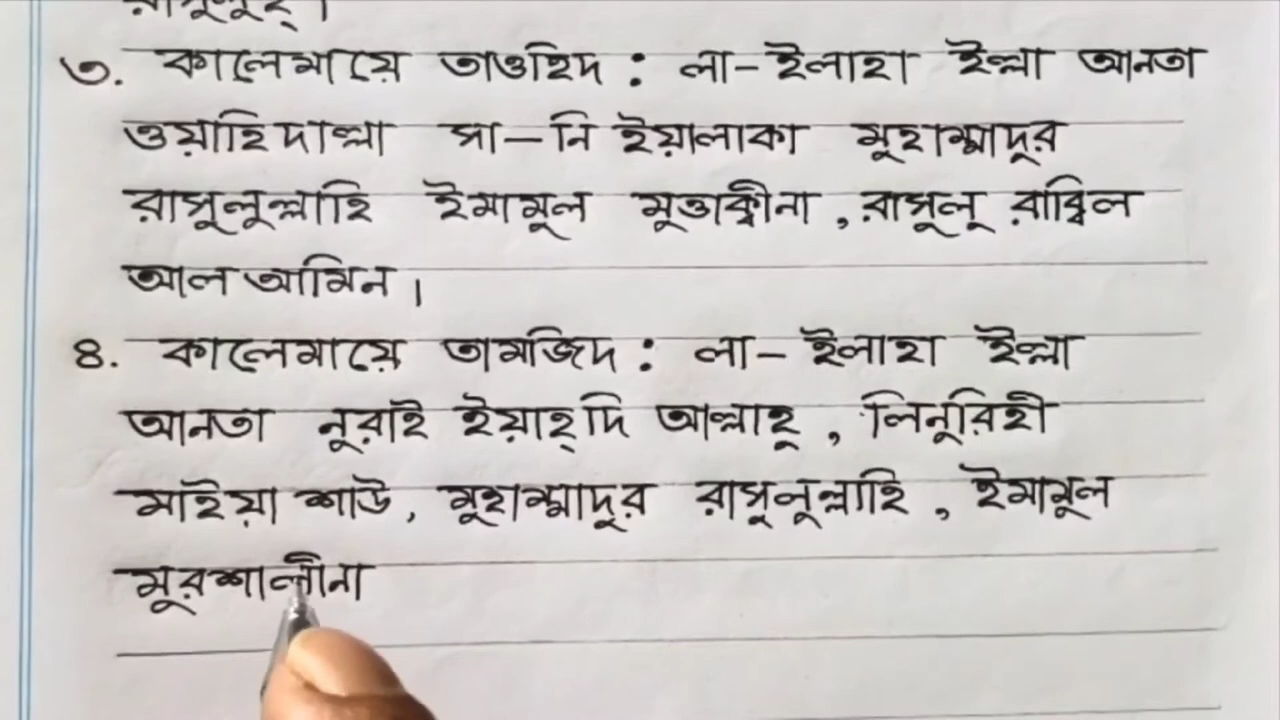 রাসুলুল্লাহ্।
৩. কালেমায়ে তাওহিদ : লা-ইলাহা ইল্লা আনতা
ওয়াহিদাল্লা সা-নি ইয়ালাকা মুহাম্মাদুর
রাসুলুল্লাহি ইমামুল মুত্তাক্বীনা, রাসুলু রাব্বিল
আল আমিন।
৪. কালেমায়ে তামজিদ : লা- ইলাহা ইল্লা
আনতা নুরাই ইয়াহ্দি আল্লাহু, লিনুরিহী
মাইয়া শাউ, মুহাম্মাদুর রাসুলুল্লাহি, ইমামুল
মুরশালীনা